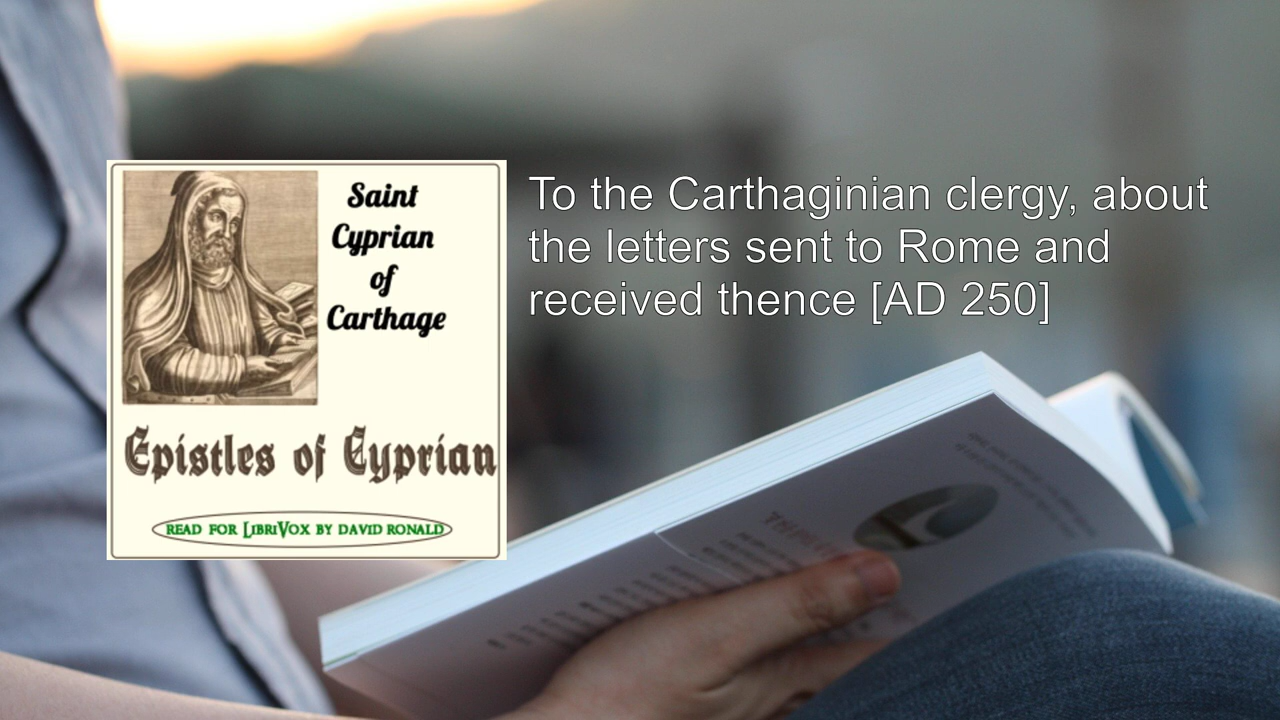 Saint
Cyprian
of
Carthage
Epistles of Cyprian
READ FOR LIBRIVOX BY DAVID RONALD
To the Carthaginian clergy, about
the letters sent to Rome and
received thence [AD 250]